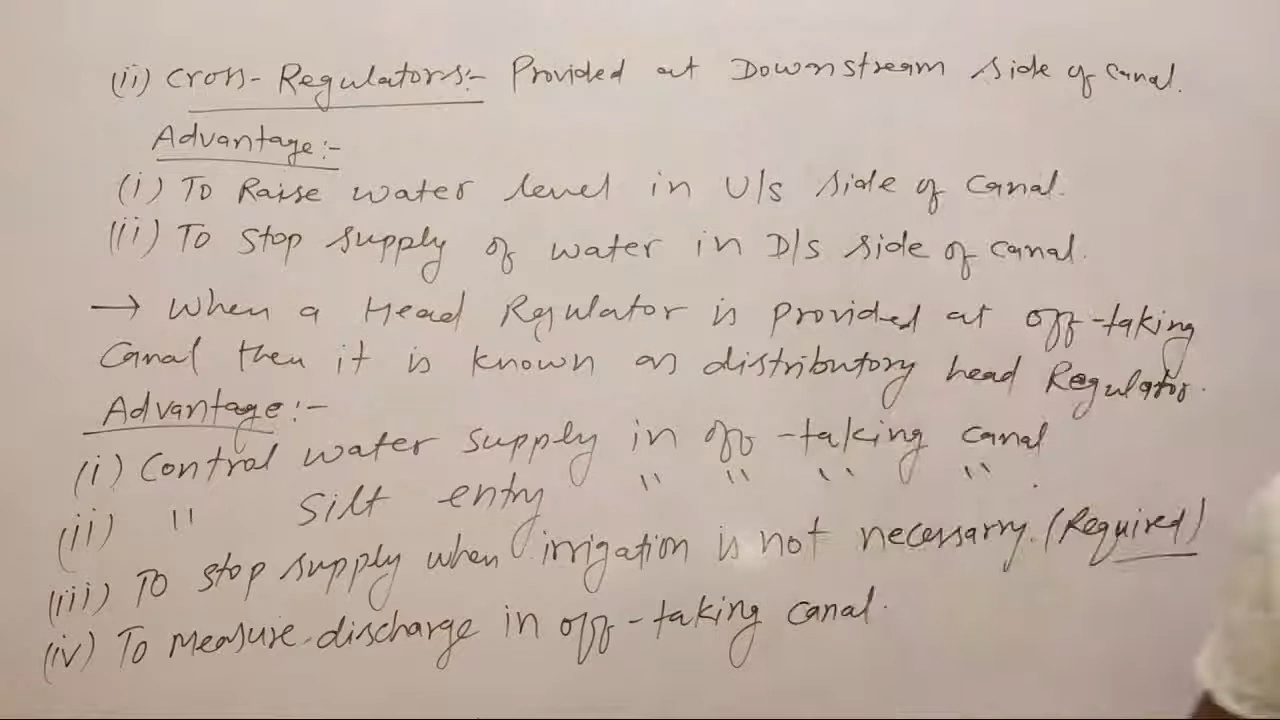 (ii) Cross-Regulators:- Provided at Downstream side of canal.
Advantage:-
(i) To Raise water level in U/s side of Canal.
(ii) To stop supply of water in D/s side of canal.
→ When a Head Regulator is provided at off-taking
Canal then it is known as distributory head Regulator.
Advantage:-
(i) Control water supply in off-taking canal
(ii) " Silt entry " " " "
(iii) To stop supply when irrigation is not necessarry. (Required)
(iv) To measure discharge in off-taking canal.